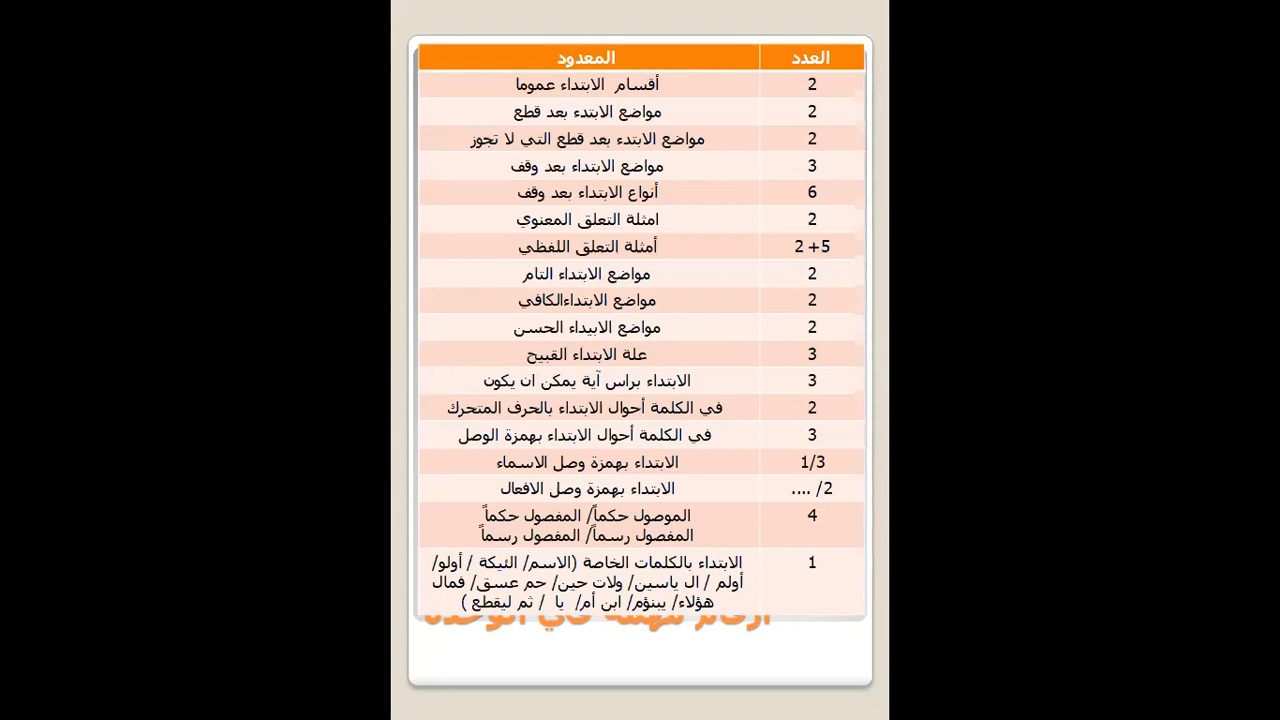 العدد المعدود
2 أقسام الابتداء عموما
2 مواضع الابتدء بعد قطع
2 مواضع الابتدء بعد قطع التي لا تجوز
3 مواضع الابتداء بعد وقف
6 أنواع الابتداء بعد وقف
2 امثلة التعلق المعنوي
5+ 2 أمثلة التعلق اللفظي
2 مواضع الابتداء التام
2 مواضع الابتداءالكافي
2 مواضع الابيداء الحسن
3 علة الابتداء القبيح
3 الابتداء براس آية يمكن ان يكون
2 في الكلمة أحوال الابتداء بالحرف المتحرك
3 في الكلمة أحوال الابتداء بهمزة الوصل
1/3 الابتداء بهمزة وصل الاسماء
2/ .... الابتداء بهمزة وصل الافعال
4 الموصول حكماً/ المفصول حكماً
المفصول رسماً/ المفصول رسماً
1 الابتداء بالكلمات الخاصة (الاسم/ الئيكة / أولو/
أولم / ال ياسين/ ولات حين/ حم عسق/ فمال
هؤلاء/ يبنؤم/ ابن أم/ يا / ثم ليقطع )
أرقام مهمة في الوحدة